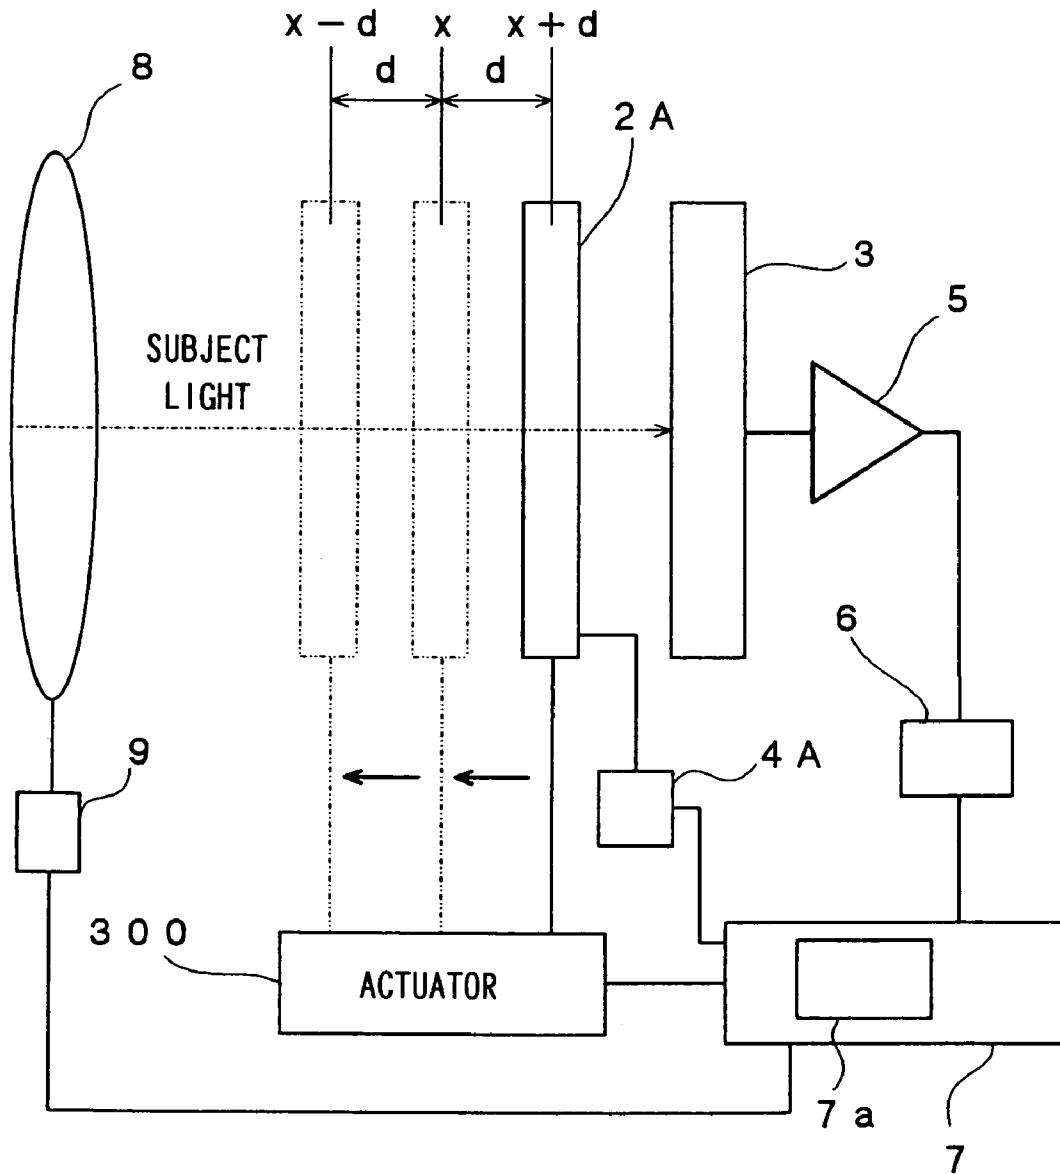 x − d x x + d
d d
8
2 A
3
SUBJECT
LIGHT
5
6
9
4 A
3 0 0
ACTUATOR
7 a
7